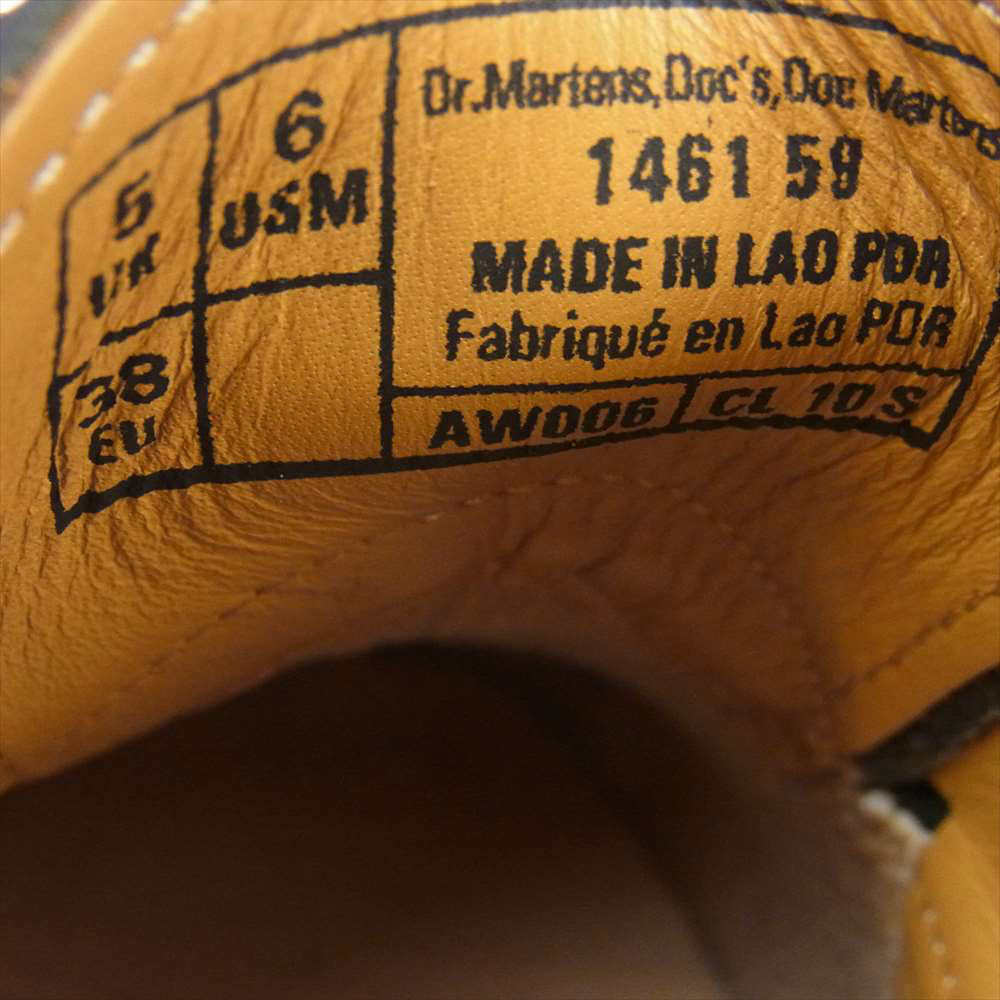 5
UK
6
USM
38
EU
Dr.Martens,Doc's,Doc Martens
1461 59
MADE IN LAO PDR
Fabriqué en Lao PDR
AW006
CL 10 S